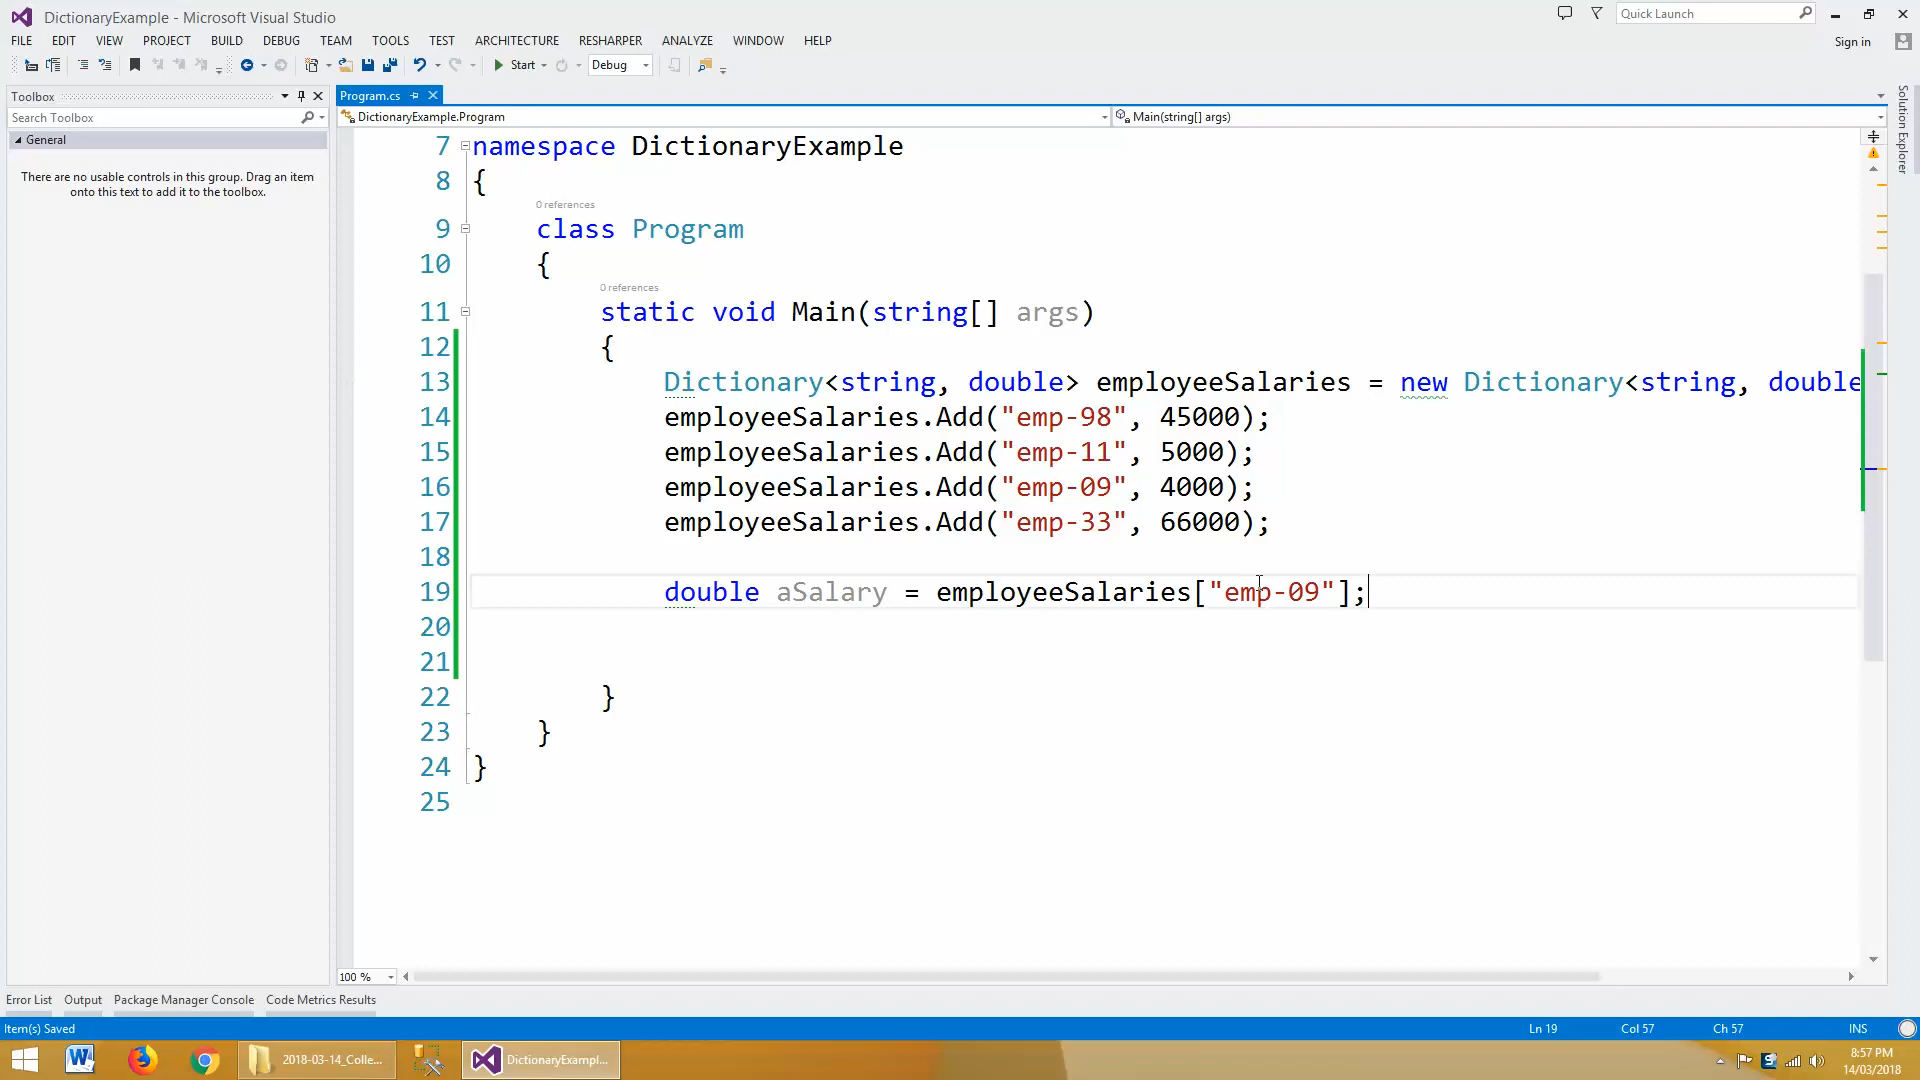 DictionaryExample - Microsoft Visual Studio
Quick Launch
FILE EDIT VIEW PROJECT BUILD DEBUG TEAM TOOLS TEST ARCHITECTURE RESHARPER ANALYZE WINDOW HELP
Sign in
Start
Debug
Toolbox
Program.cs
Search Toolbox
DictionaryExample.Program
Main(string[] args)
General
There are no usable controls in this group. Drag an item
onto this text to add it to the toolbox.
Solution Explorer
7 namespace DictionaryExample
8 {
0 references
9 class Program
10 {
0 references
11 static void Main(string[] args)
12 {
13 Dictionary<string, double> employeeSalaries = new Dictionary<string, double
14 employeeSalaries.Add("emp-98", 45000);
15 employeeSalaries.Add("emp-11", 5000);
16 employeeSalaries.Add("emp-09", 4000);
17 employeeSalaries.Add("emp-33", 66000);
18
19 double aSalary = employeeSalaries["emp-09"];
20
21
22 }
23 }
24 }
25
100 %
Error List Output Package Manager Console Code Metrics Results
Item(s) Saved
Ln 19 Col 57 Ch 57 INS
2018-03-14_Colle...
DictionaryExampl...
8:57 PM
14/03/2018